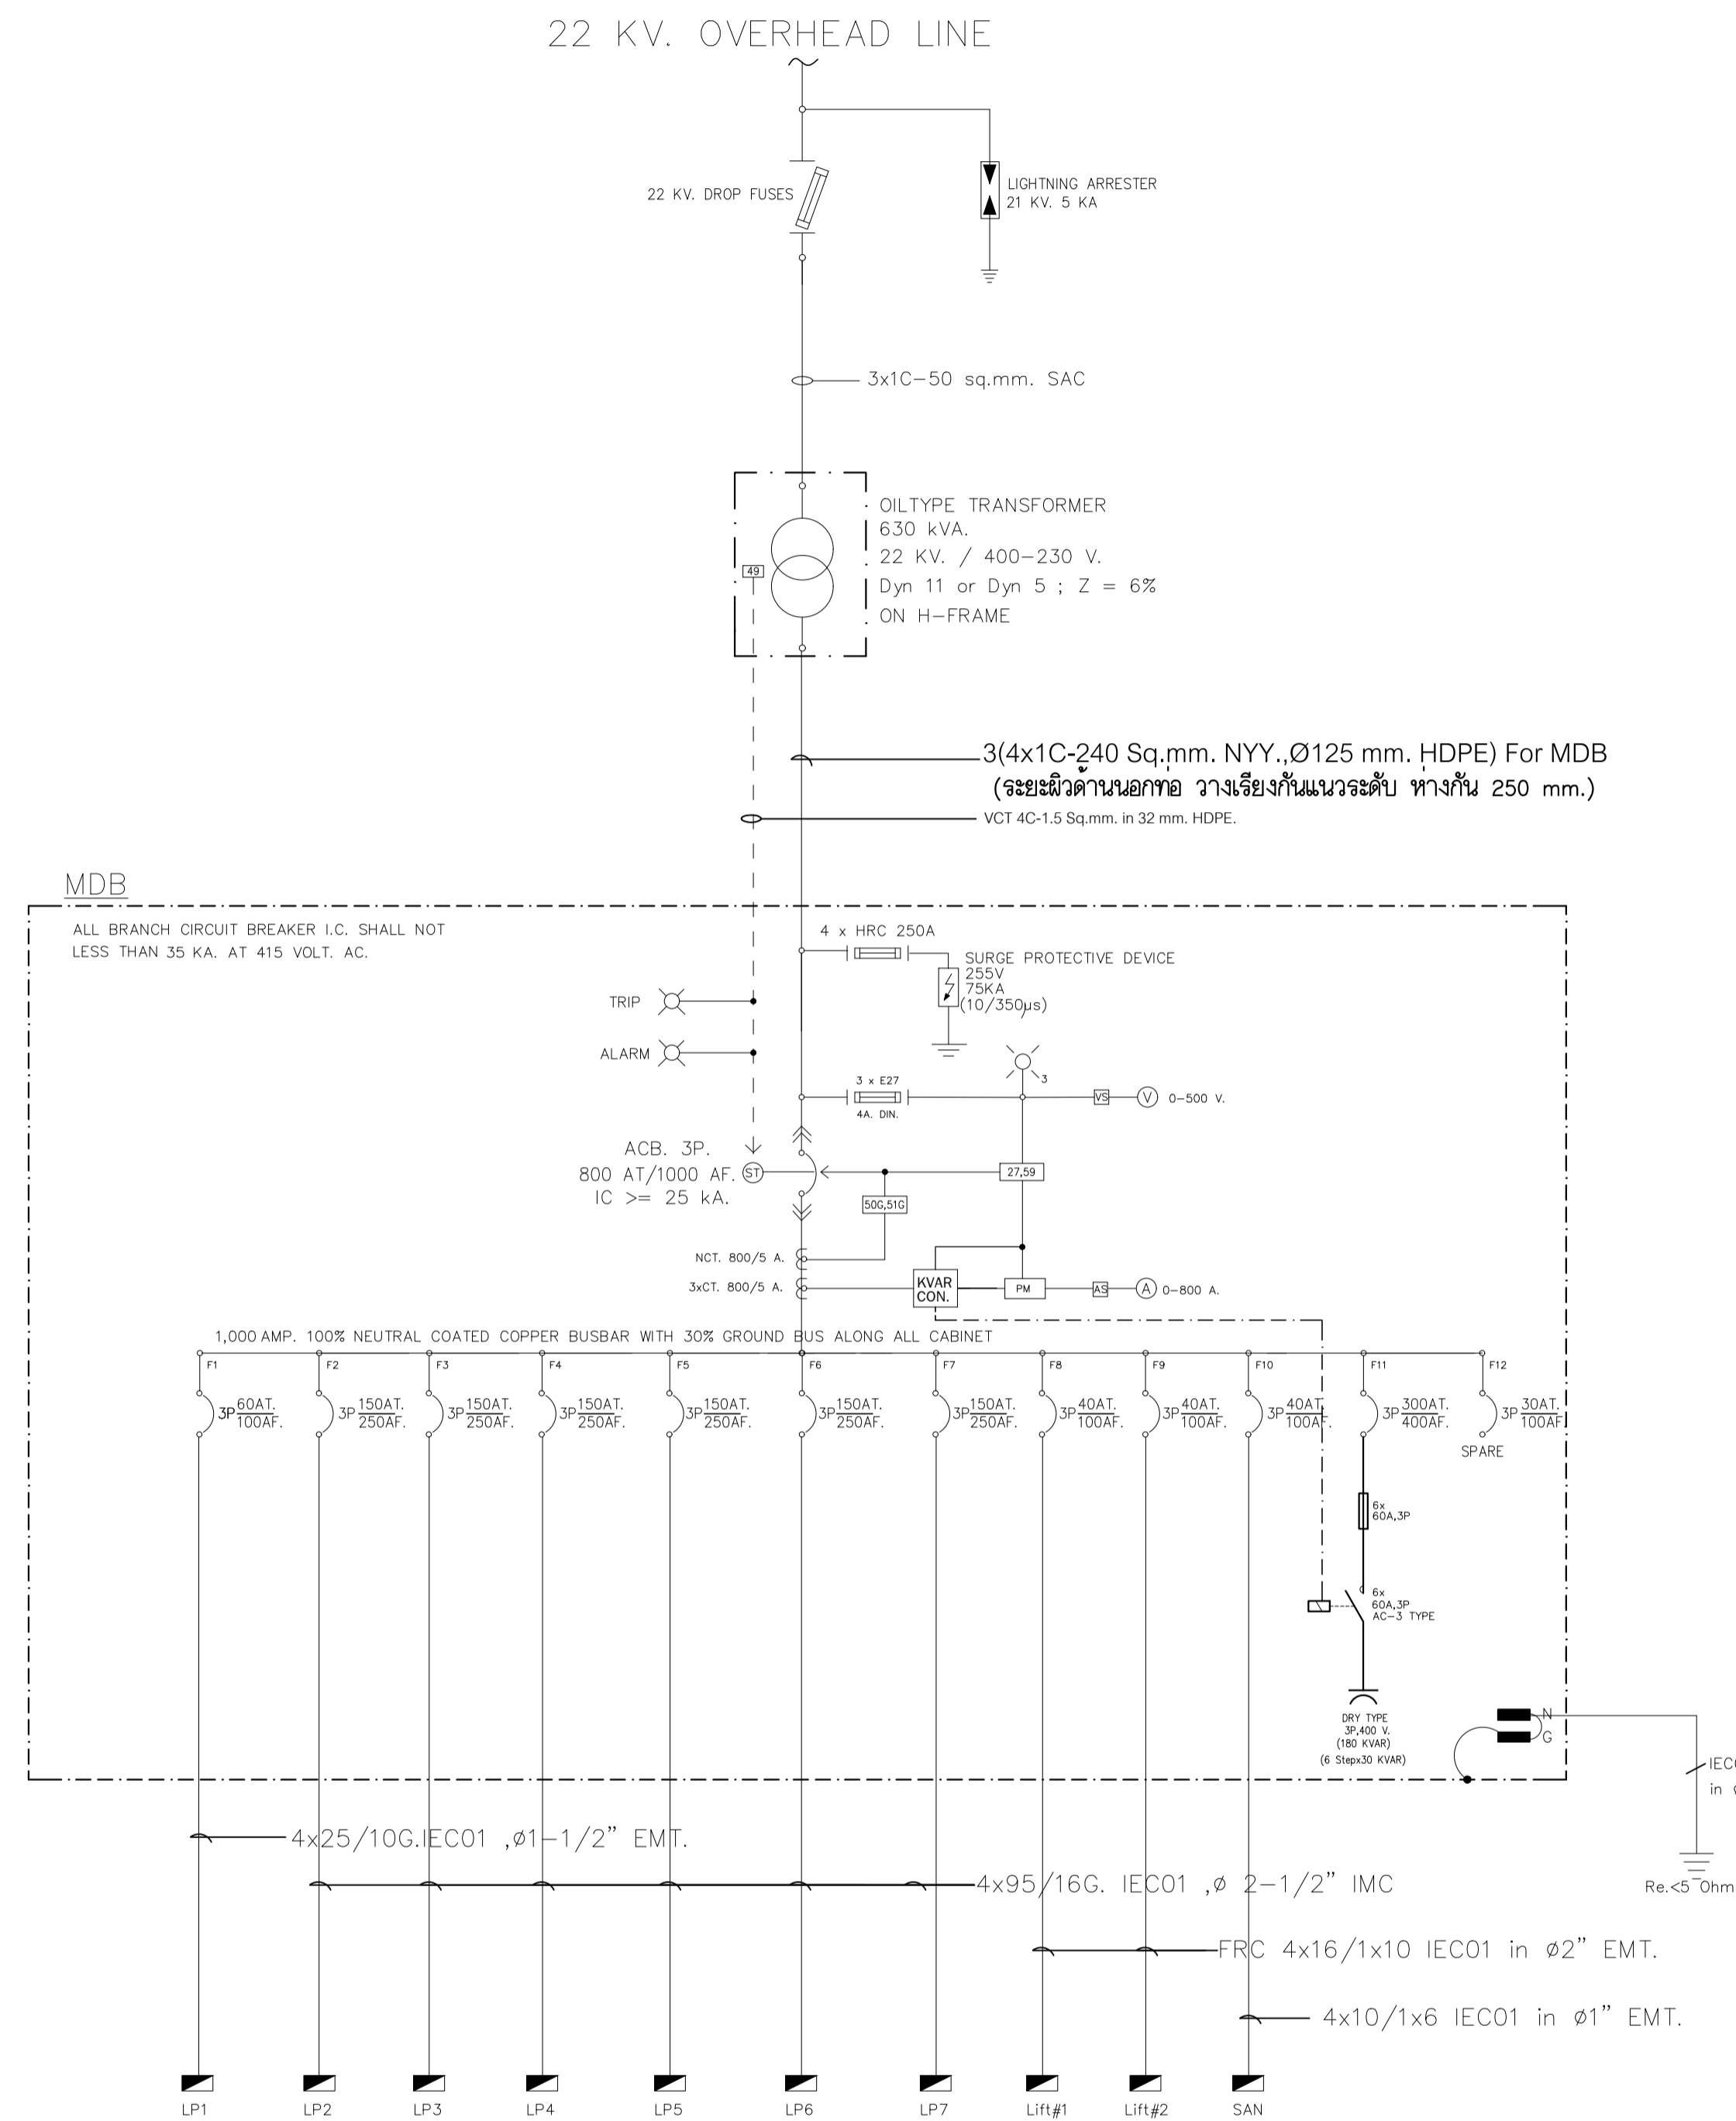 22 KV. OVERHEAD LINE
22 KV. DROP FUSES
LIGHTNING ARRESTER
21 KV. 5 KA
3x1C-50 sq.mm. SAC
OILTYPE TRANSFORMER
630 kVA.
22 KV. / 400-230 V.
Dyn 11 or Dyn 5 ; Z = 6%
ON H-FRAME
49
3(4x1C-240 Sq.mm. NYY.,Ø125 mm. HDPE) For MDB
(ระยะผิวด้านนอกท่อ วางเรียงกันแนวระดับ ห่างกัน 250 mm.)
VCT 4C-1.5 Sq.mm. in 32 mm. HDPE.
MDB
ALL BRANCH CIRCUIT BREAKER I.C. SHALL NOT
LESS THAN 35 KA. AT 415 VOLT. AC.
4 x HRC 250A
SURGE PROTECTIVE DEVICE
255V
75KA
(10/350µs)
TRIP
ALARM
3
3 x E27
4A. DIN.
VS
V
0-500 V.
ACB. 3P.
800 AT/1000 AF.
IC >= 25 kA.
ST
27,59
50G,51G
NCT. 800/5 A.
3xCT. 800/5 A.
KVAR
CON.
PM
AS
A
0-800 A.
1,000 AMP. 100% NEUTRAL COATED COPPER BUSBAR WITH 30% GROUND BUS ALONG ALL CABINET
F1 F2 F3 F4 F5 F6 F7 F8 F9 F10 F11 F12
3P 60AT. 100AF.
3P 150AT. 250AF.
3P 150AT. 250AF.
3P 150AT. 250AF.
3P 150AT. 250AF.
3P 150AT. 250AF.
3P 150AT. 250AF.
3P 40AT. 100AF.
3P 40AT. 100AF.
3P 40AT. 100AF.
3P 300AT. 400AF.
3P 30AT. 100AF
SPARE
6x
60A,3P
6x
60A,3P
AC-3 TYPE
DRY TYPE
3P,400 V.
(180 KVAR)
(6 Stepx30 KVAR)
N
G
in
Re.<5 Ohm
4x25/10G.IEC01 ,ø1-1/2" EMT.
4x95/16G. IEC01 ,ø 2-1/2" IMC
FRC 4x16/1x10 IEC01 in ø2" EMT.
4x10/1x6 IEC01 in ø1" EMT.
LP1 LP2 LP3 LP4 LP5 LP6 LP7 Lift#1 Lift#2 SAN